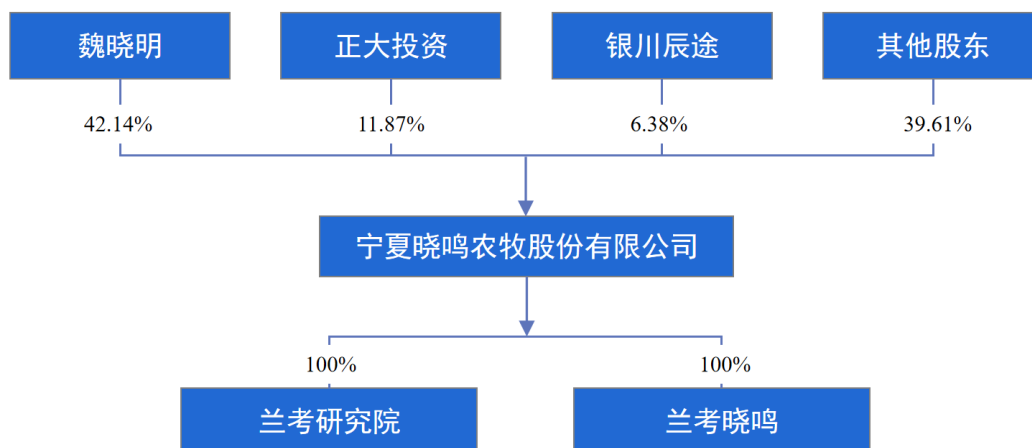 魏晓明 正大投资 银川辰途 其他股东
42.14% 11.87% 6.38% 39.61%
宁夏晓鸣农牧股份有限公司
100% 100%
兰考研究院 兰考晓鸣